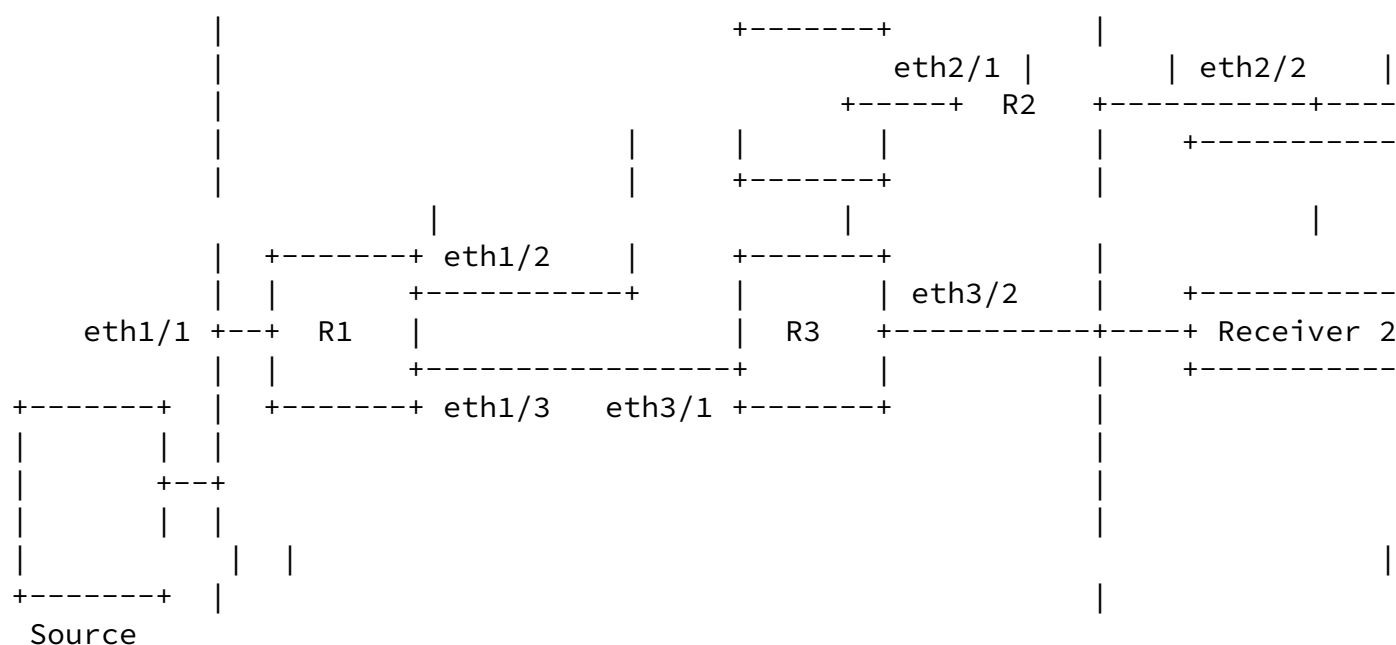 eth2/1 eth2/2
R2
eth1/2
eth3/2
eth1/1 R1 R3 Receiver 2
eth1/3 eth3/1
Source